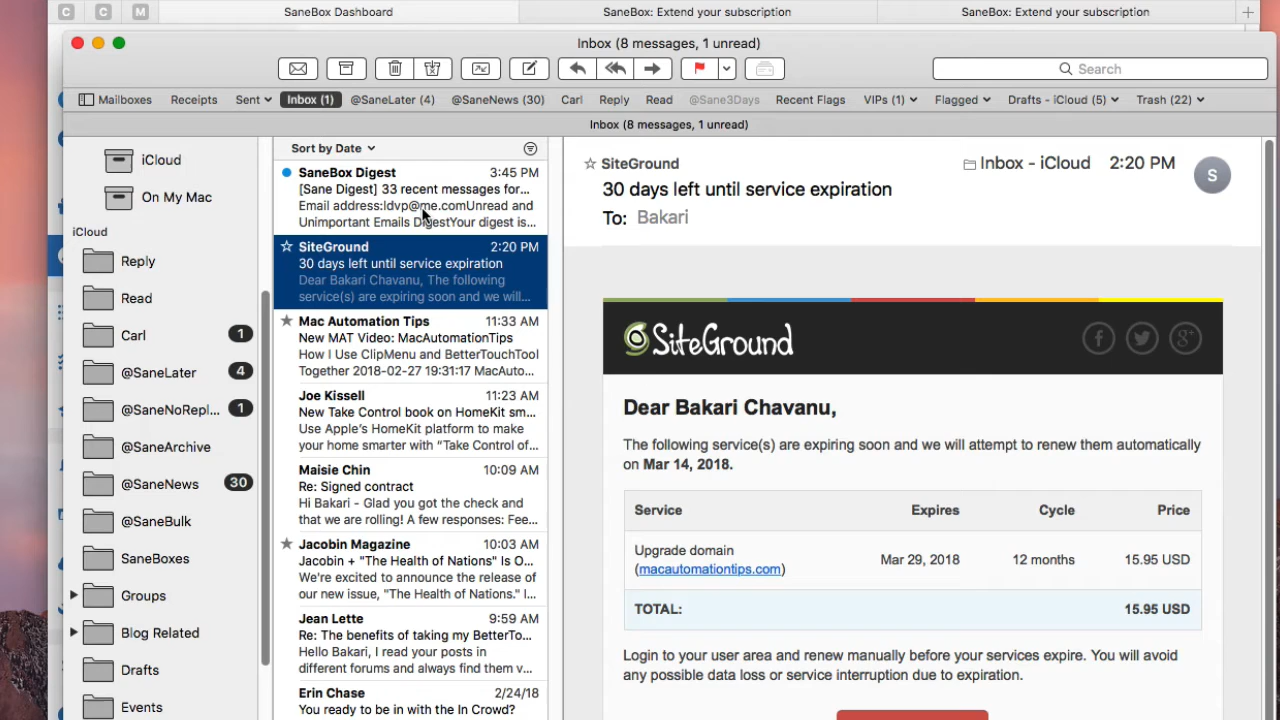 C C M SaneBox Dashboard SaneBox: Extend your subscription SaneBox: Extend your subscription
Inbox (8 messages, 1 unread)
Search
Mailboxes Receipts Sent Inbox (1) @SaneLater (4) @SaneNews (30) Carl Reply Read @Sane3Days Recent Flags VIPs (1) Flagged Drafts - iCloud (5) Trash (22)
Inbox (8 messages, 1 unread)
iCloud
On My Mac
iCloud
Reply
Read
Carl 1
@SaneLater 4
@SaneNoRepl... 1
@SaneArchive
@SaneNews 30
@SaneBulk
SaneBoxes
Groups
Blog Related
Drafts
Events
Sort by Date
SaneBox Digest 3:45 PM
[Sane Digest] 33 recent messages for...
Email address:ldvp@me.comUnread and
Unimportant Emails DigestYour digest is...
SiteGround 2:20 PM
30 days left until service expiration
Dear Bakari Chavanu, The following
service(s) are expiring soon and we will...
Mac Automation Tips 11:33 AM
New MAT Video: MacAutomationTips
How I Use ClipMenu and BetterTouchTool
Together 2018-02-27 19:31:17 MacAuto...
Joe Kissell 11:23 AM
New Take Control book on HomeKit sm...
Use Apple's HomeKit platform to make
your home smarter with “Take Control of...
Maisie Chin 10:09 AM
Re: Signed contract
Hi Bakari - Glad you got the check and
that we are rolling! A few responses: Fee...
Jacobin Magazine 10:03 AM
Jacobin + "The Health of Nations" Is O...
We're excited to announce the release of
our new issue, "The Health of Nations." I...
Jean Lette 9:59 AM
Re: The benefits of taking my BetterTo...
Hello Bakari, I read your posts in
different forums and always find them v...
Erin Chase 2/24/18
You ready to be in with the In Crowd?
SiteGround Inbox - iCloud 2:20 PM
S
30 days left until service expiration
To: Bakari
SiteGround
f g+
Dear Bakari Chavanu,
The following service(s) are expiring soon and we will attempt to renew them automatically
on Mar 14, 2018.
Service Expires Cycle Price
Upgrade domain
(macautomationtips.com) Mar 29, 2018 12 months 15.95 USD
TOTAL: 15.95 USD
Login to your user area and renew manually before your services expire. You will avoid
any possible data loss or service interruption due to expiration.